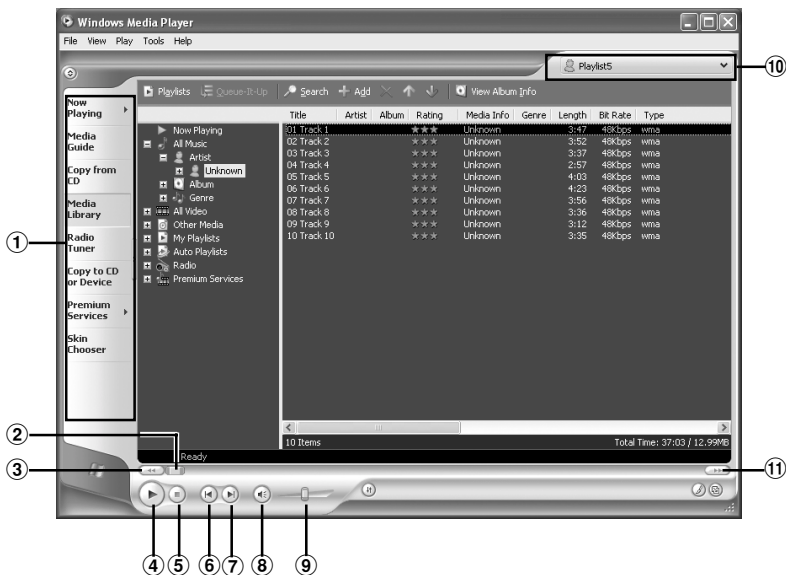 Windows Media Player
File View Play Tools Help
Playlist5
⑩
Playlists Queue-It-Up Search Add View Album Info
Now Playing
Media Guide
Copy from CD
Media Library
Radio Tuner
Copy to CD or Device
Premium Services
Skin Chooser
①
Now Playing
All Music
Artist
Unknown
Album
Genre
All Video
Other Media
My Playlists
Auto Playlists
Radio
Premium Services
Title Artist Album Rating Media Info Genre Length Bit Rate Type
01 Track 1 ★★★ Unknown 3:47 48Kbps wma
02 Track 2 ★★★ Unknown 3:52 48Kbps wma
03 Track 3 ★★★ Unknown 3:37 48Kbps wma
04 Track 4 ★★★ Unknown 2:57 48Kbps wma
05 Track 5 ★★★ Unknown 4:03 48Kbps wma
06 Track 6 ★★★ Unknown 4:23 48Kbps wma
07 Track 7 ★★★ Unknown 3:56 48Kbps wma
08 Track 8 ★★★ Unknown 3:36 48Kbps wma
09 Track 9 ★★★ Unknown 3:12 48Kbps wma
10 Track 10 ★★★ Unknown 3:35 48Kbps wma
10 Items Total Time: 37:03 / 12.99MB
Ready
②
③
⑪
④ ⑤ ⑥ ⑦ ⑧ ⑨